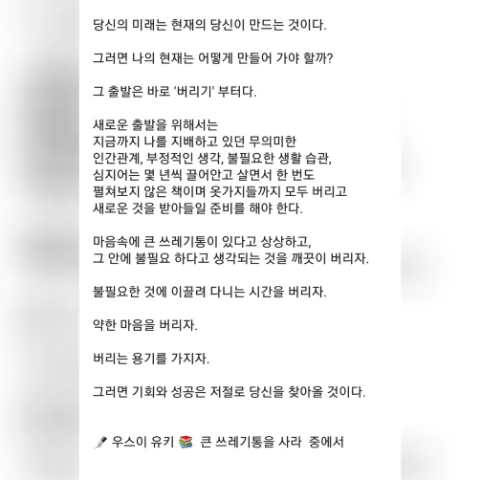 당신의 미래는 현재의 당신이 만드는 것이다.
그러면 나의 현재는 어떻게 만들어 가야 할까?
그 출발은 바로 '버리기' 부터다.
새로운 출발을 위해서는
지금까지 나를 지배하고 있던 무의미한
인간관계, 부정적인 생각, 불필요한 생활 습관,
심지어는 몇 년씩 끌어안고 살면서 한 번도
펼쳐보지 않은 책이며 옷가지들까지 모두 버리고
새로운 것을 받아들일 준비를 해야 한다.
마음속에 큰 쓰레기통이 있다고 상상하고,
그 안에 불필요 하다고 생각되는 것을 깨끗이 버리자.
불필요한 것에 이끌려 다니는 시간을 버리자.
약한 마음을 버리자.
버리는 용기를 가지자.
그러면 기회와 성공은 저절로 당신을 찾아올 것이다.
🖋 우스이 유키 📚 큰 쓰레기통을 사라 중에서